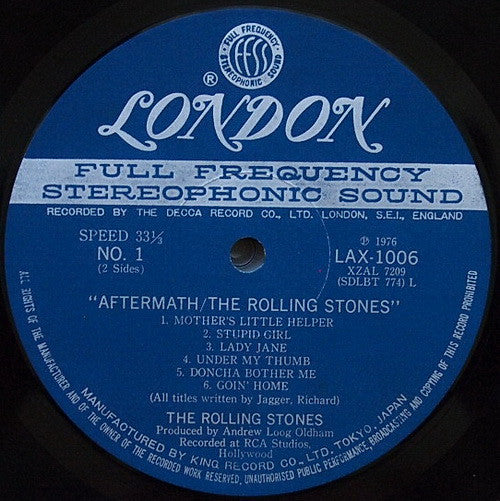 FULL FREQUENCY
STEREOPHONIC SOUND
FFSS
®
LONDON
FULL FREQUENCY
STEREOPHONIC SOUND
RECORDED BY THE DECCA RECORD CO., LTD. LONDON, S.E.I., ENGLAND
SPEED 33⅓
NO. 1
(2 Sides)
℗ 1976
LAX-1006
XZAL 7209
(SDLBT 774) L
"AFTERMATH/THE ROLLING STONES"
1. MOTHER'S LITTLE HELPER
2. STUPID GIRL
3. LADY JANE
4. UNDER MY THUMB
5. DONCHA BOTHER ME
6. GOIN' HOME
(All titles written by Jagger, Richard)
THE ROLLING STONES
Produced by Andrew Loog Oldham
Recorded at RCA Studios,
Hollywood
MANUFACTURED BY KING RECORD CO., LTD. TOKYO, JAPAN
ALL RIGHTS OF THE MANUFACTURER AND OF THE OWNER OF THE RECORDED WORK RESERVED. UNAUTHORISED PUBLIC PERFORMANCE, BROADCASTING AND COPYING OF THIS RECORD PROHIBITED